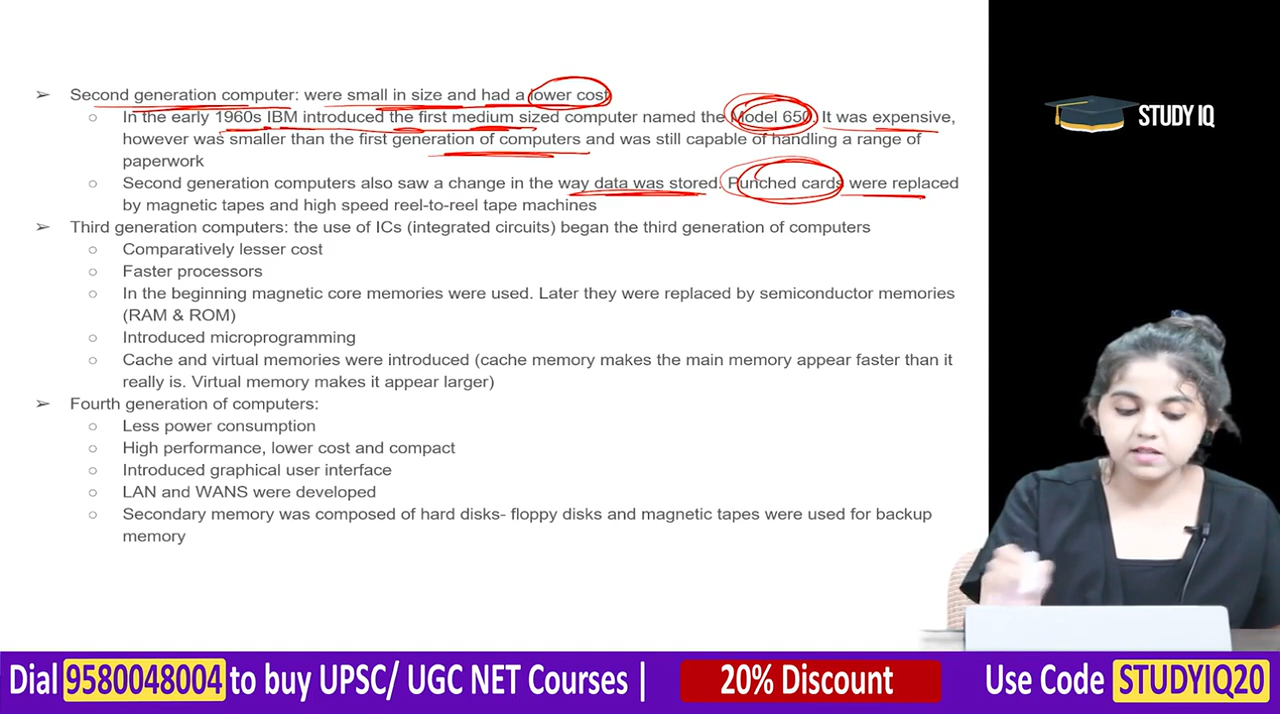 ➢ Second generation computer: were small in size and had a lower cost
○ In the early 1960s IBM introduced the first medium sized computer named the Model 650. It was expensive,
however was smaller than the first generation of computers and was still capable of handling a range of
paperwork
○ Second generation computers also saw a change in the way data was stored. Punched cards were replaced
by magnetic tapes and high speed reel-to-reel tape machines
➢ Third generation computers: the use of ICs (integrated circuits) began the third generation of computers
○ Comparatively lesser cost
○ Faster processors
○ In the beginning magnetic core memories were used. Later they were replaced by semiconductor memories
(RAM & ROM)
○ Introduced microprogramming
○ Cache and virtual memories were introduced (cache memory makes the main memory appear faster than it
really is. Virtual memory makes it appear larger)
➢ Fourth generation of computers:
○ Less power consumption
○ High performance, lower cost and compact
○ Introduced graphical user interface
○ LAN and WANS were developed
○ Secondary memory was composed of hard disks- floppy disks and magnetic tapes were used for backup
memory
STUDY IQ
Dial 9580048004 to buy UPSC/ UGC NET Courses | 20% Discount Use Code STUDYIQ20